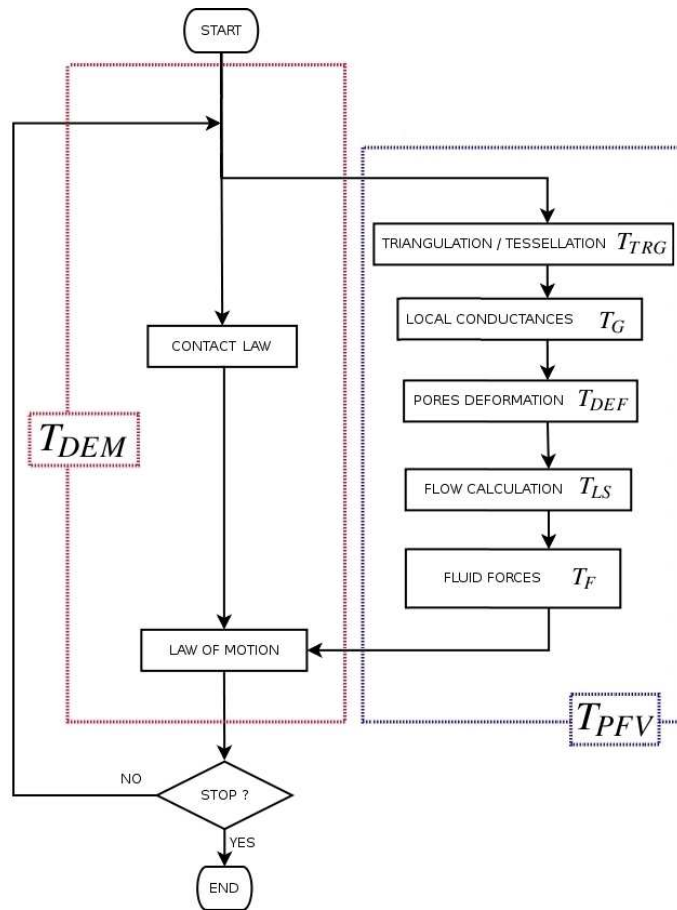 START
TRIANGULATION / TESSELLATION T_TRG
LOCAL CONDUCTANCES T_G
CONTACT LAW
PORES DEFORMATION T_DEF
T_DEM
FLOW CALCULATION T_LS
FLUID FORCES T_F
LAW OF MOTION
T_PFV
NO
STOP ?
YES
END